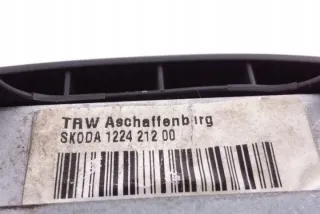 TRW Aschaffenburg
SKODA 1224 212 00